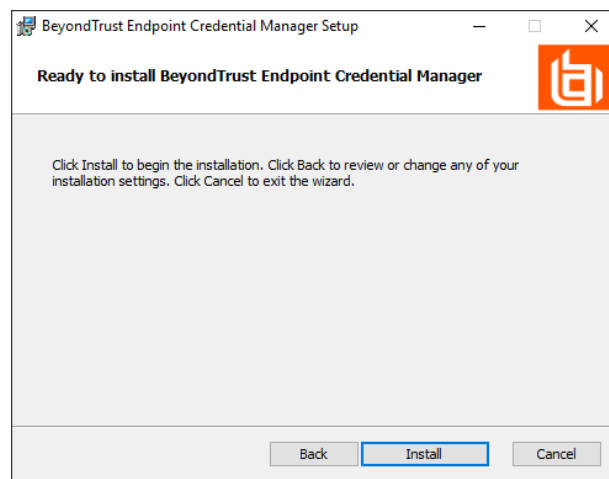 BeyondTrust Endpoint Credential Manager Setup
Ready to install BeyondTrust Endpoint Credential Manager
Click Install to begin the installation. Click Back to review or change any of your
installation settings. Click Cancel to exit the wizard.
Back Install Cancel